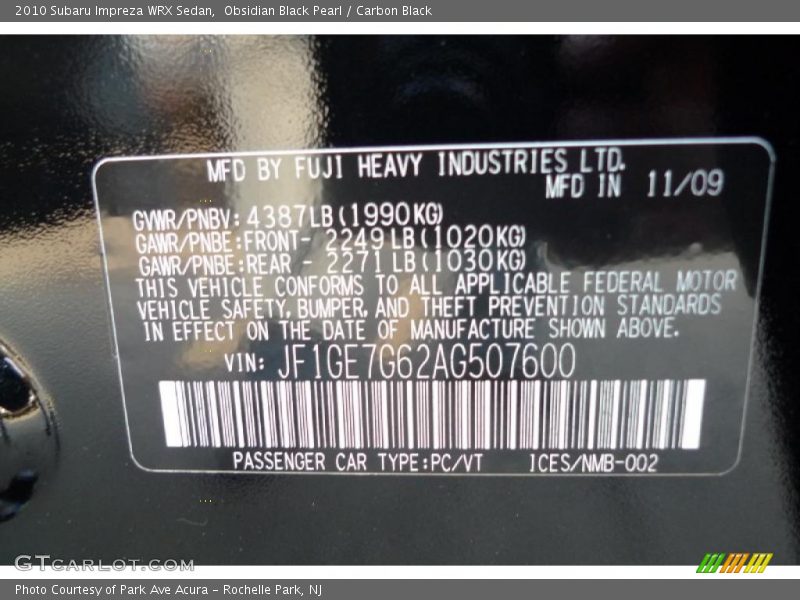 2010 Subaru Impreza WRX Sedan,  Obsidian Black Pearl / Carbon Black
MFD BY FUJI HEAVY INDUSTRIES LTD.
MFD IN 11/09
GVWR/PNBV:4387LB(1990KG)
GAWR/PNBE:FRONT- 2249LB(1020KG)
GAWR/PNBE:REAR 2271LB(1030KG)
THIS VEHICLE CONFORMS TO ALL APPLICABLE FEDERAL MOTOR
VEHICLE SAFETY, BUMPER, AND THEFT PREVENTION STANDARDS
IN EFFECT ON THE DATE OF MANUFACTURE SHOWN ABOVE.
VIN: JF1GE7G62AG507600
PASSENGER CAR TYPE:PC/VT ICES/NMB-002
GTCARLOT.COM
Photo Courtesy of Park Ave Acura - Rochelle Park, NJ